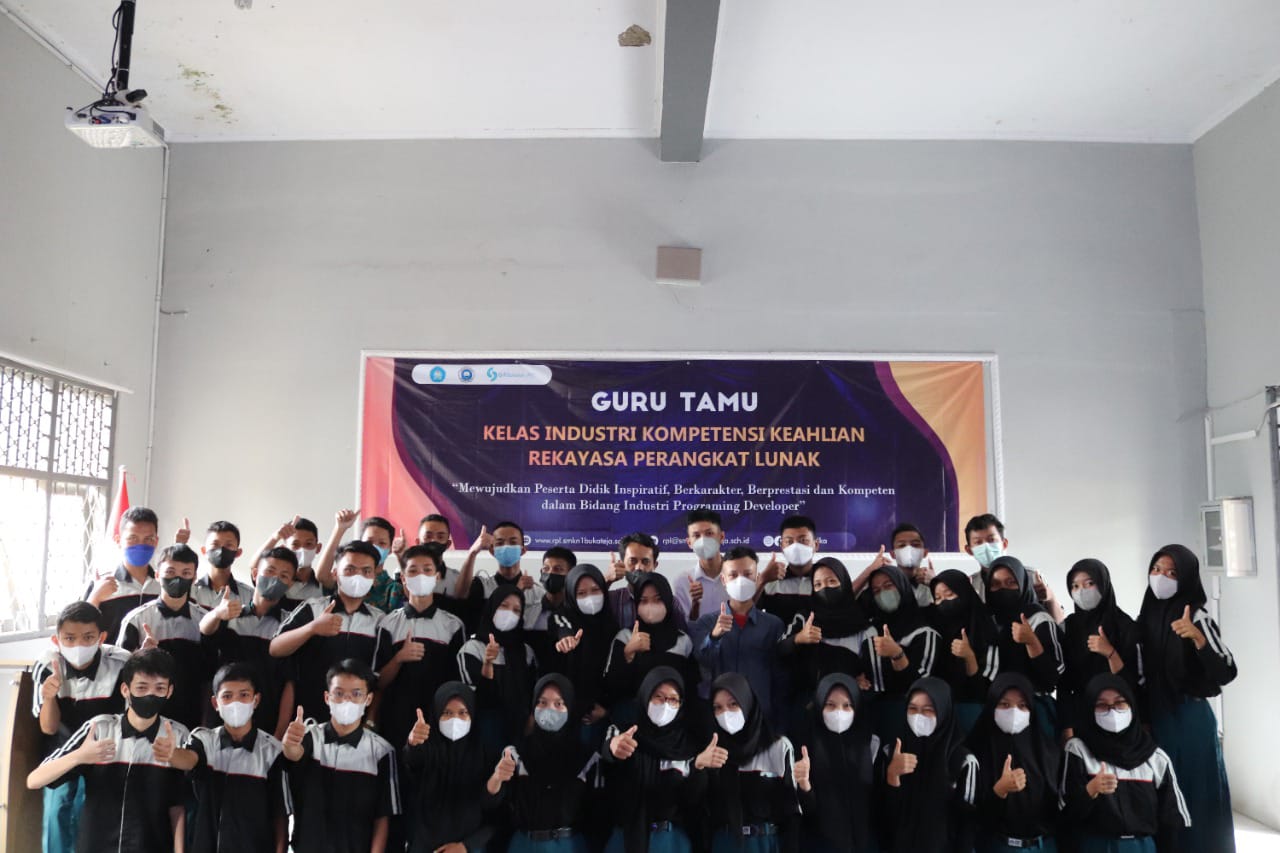 GURU TAMU
KELAS INDUSTRI KOMPETENSI KEAHLIAN
REKAYASA PERANGKAT LUNAK
“Mewujudkan Peserta Didik Inspiratif, Berkarakter, Berprestasi dan Kompeten
dalam Bidang Industri Programing Developer”